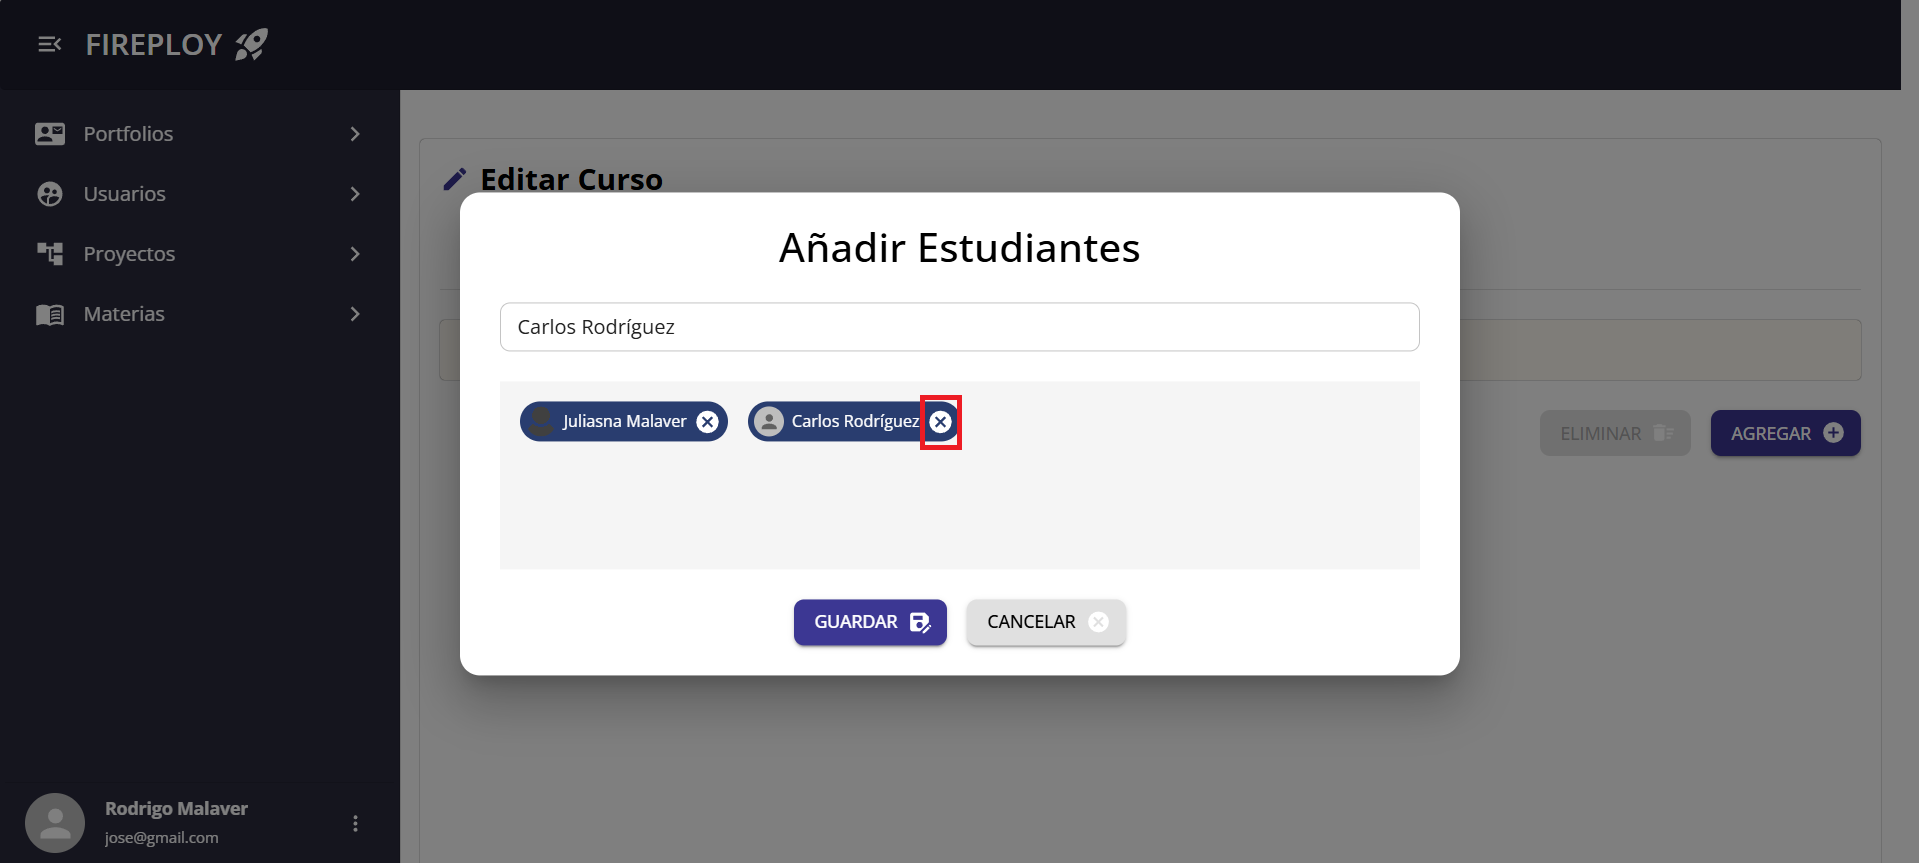 FIREPLOY
Portfolios
Usuarios
Proyectos
Materias
Editar Curso
Añadir Estudiantes
Carlos Rodríguez
Juliasna Malaver
Carlos Rodríguez
ELIMINAR
AGREGAR
GUARDAR
CANCELAR
Rodrigo Malaver
jose@gmail.com